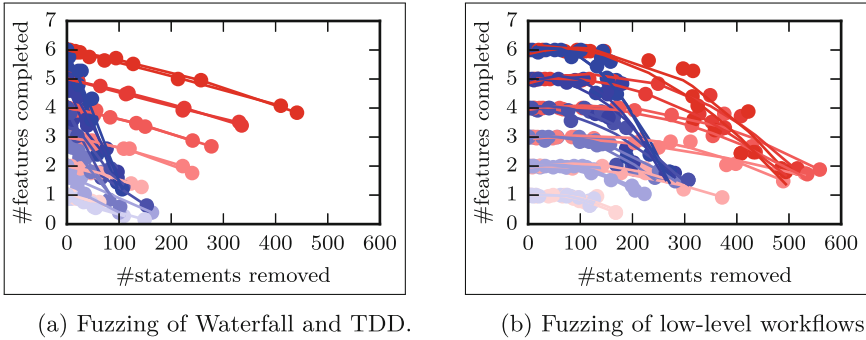 7
6
5
4
3
2
1
0
#features completed
0 100 200 300 400 500 600
#statements removed
(a) Fuzzing of Waterfall and TDD.
7
6
5
4
3
2
1
0
#features completed
0 100 200 300 400 500 600
#statements removed
(b) Fuzzing of low-level workflows